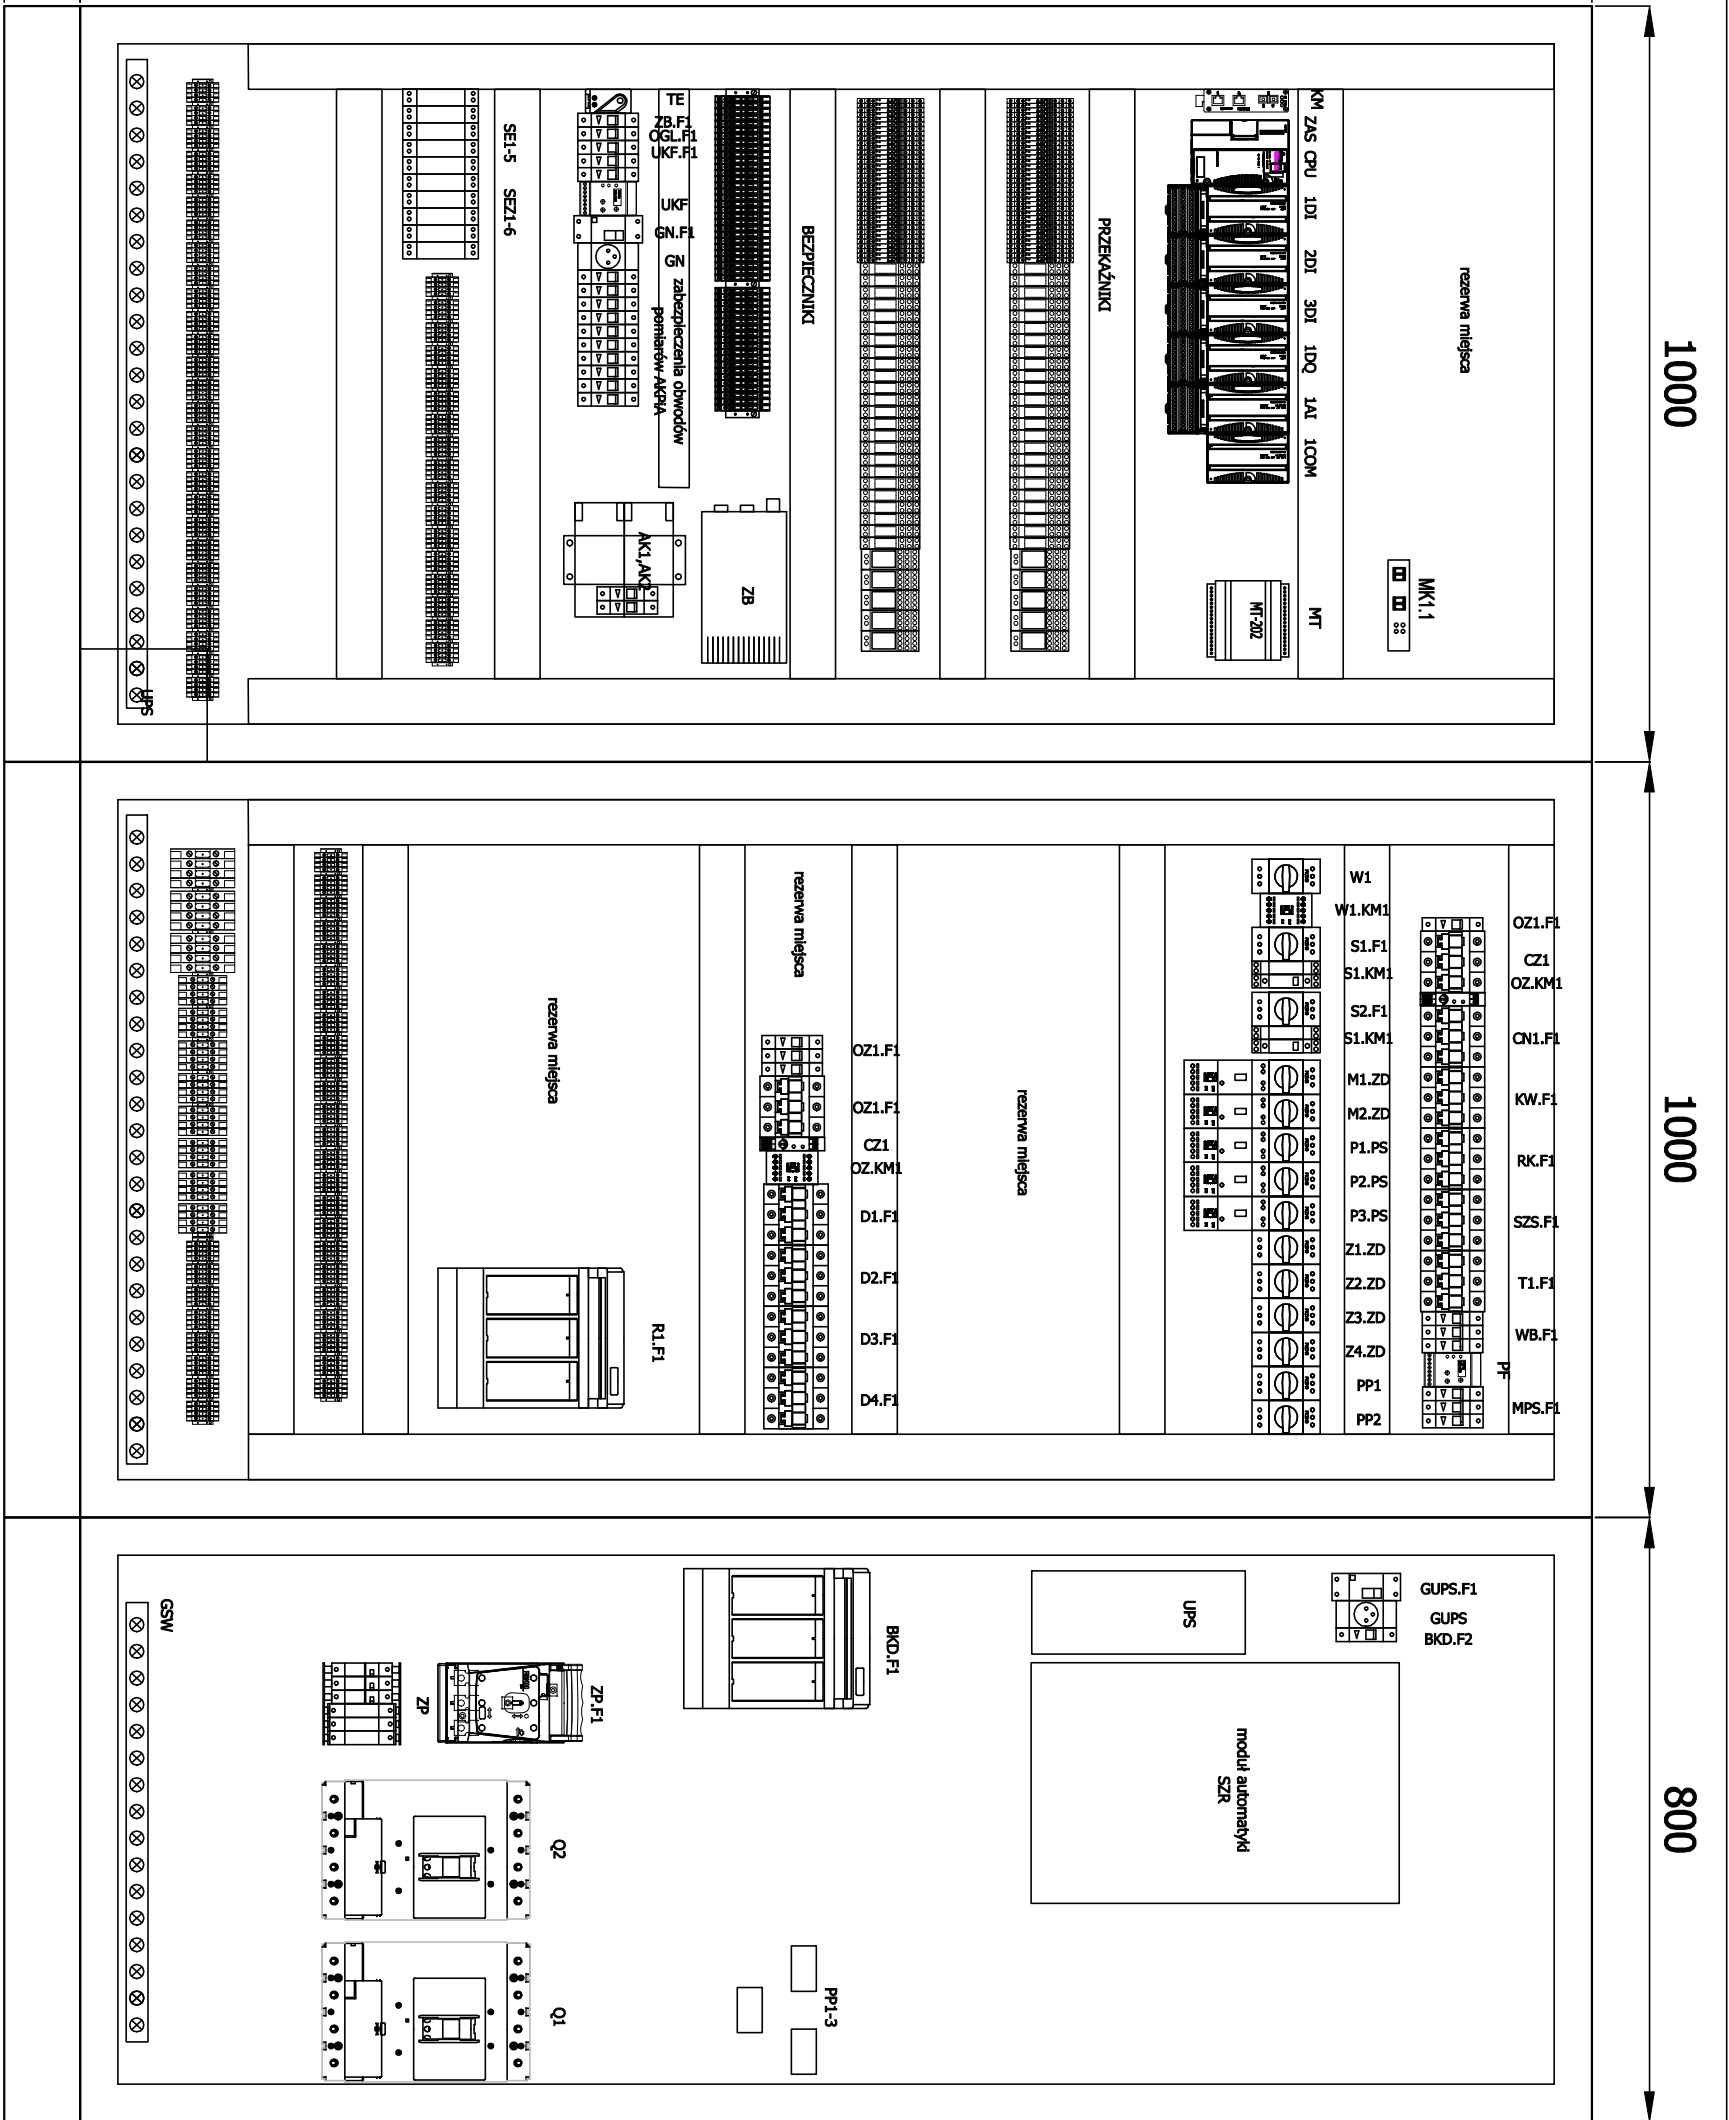 1000
KM
ZAS
CPU
1DI
2DI
3DI
1DQ
1AI
1COM
MT
MT-202
MK1.1
rezerwa miejsca
PRZEKAŹNIKI
BEZPIECZNIKI
TE
ZB.F1
OGL.F1
UKF.F1
UKF
GN.F1
GN
zabezpieczenia obwodów
pomiarów AKPiA
AK1,AK2
ZB
SE1-5
SEZ1-6
UPS
1000
OZ1.F1
CZ1
OZ.KM1
CN1.F1
KW.F1
RK.F1
SZS.F1
T1.F1
WB.F1
PF
MPS.F1
W1
W1.KM1
S1.F1
S1.KM1
S2.F1
S1.KM1
M1.ZD
M2.ZD
P1.PS
P2.PS
P3.PS
Z1.ZD
Z2.ZD
Z3.ZD
Z4.ZD
PP1
PP2
rezerwa miejsca
rezerwa miejsca
OZ1.F1
OZ1.F1
CZ1
OZ.KM1
D1.F1
D2.F1
D3.F1
D4.F1
rezerwa miejsca
R1.F1
800
GUPS.F1
GUPS
BKD.F2
UPS
moduł automatyki
SZR
BKD.F1
ZP.F1
ZP
Q2
Q1
PP1-3
GSW